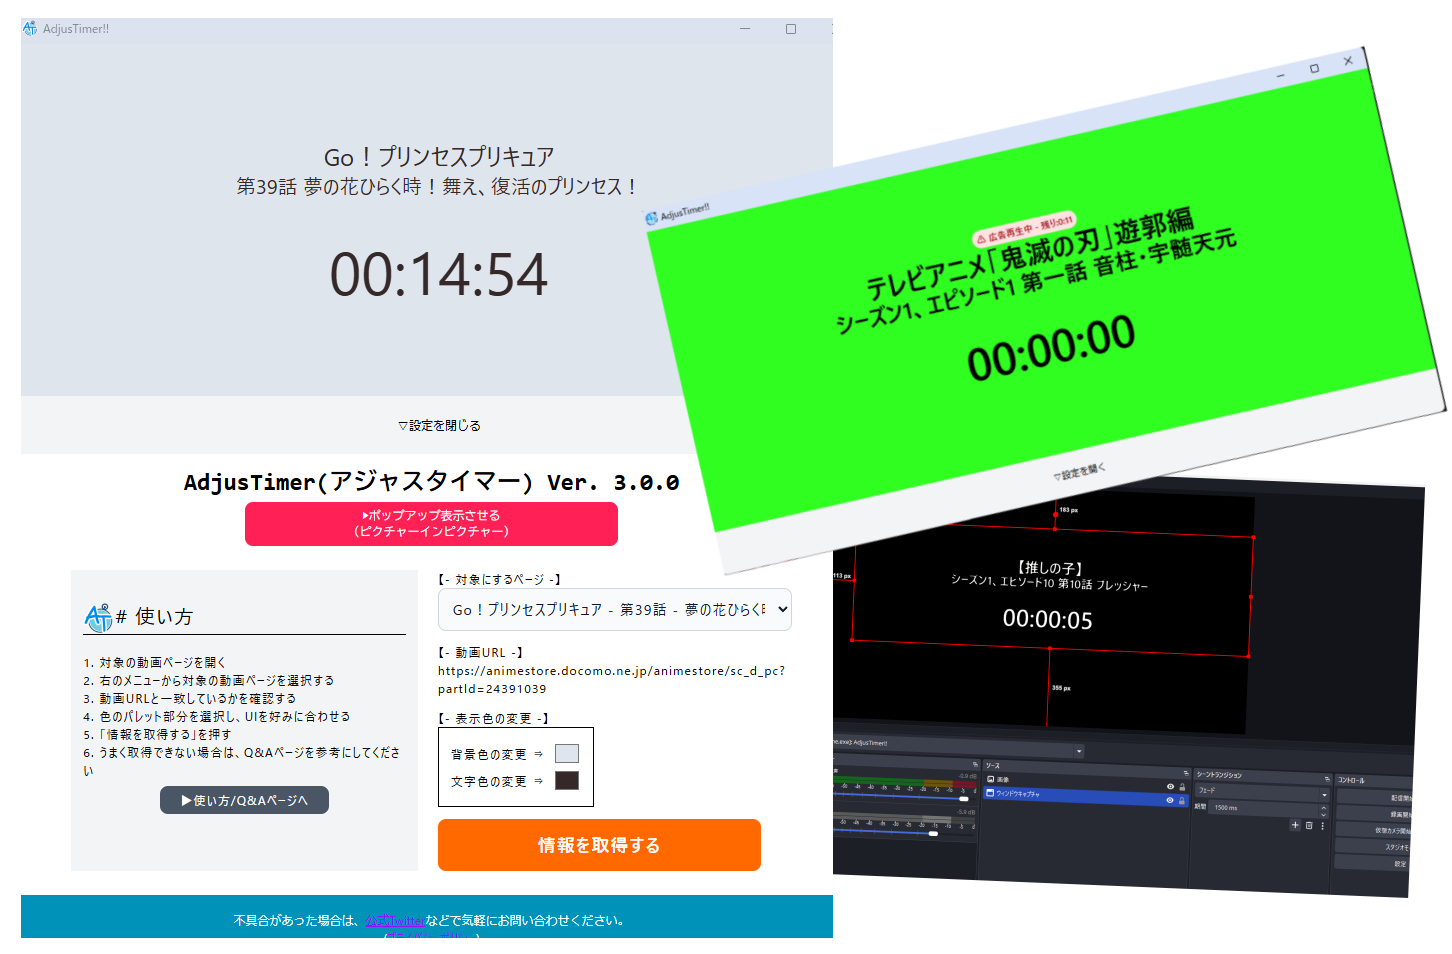 AdjusTimer!!
Go！プリンセスプリキュア
第39話 夢の花ひらく時！舞え、復活のプリンセス！
00:14:54
▽設定を閉じる
AdjusTimer(アジャスタイマー) Ver. 3.0.0
▶ポップアップ表示させる
(ピクチャーインピクチャー)
# 使い方
1. 対象の動画ページを開く
2. 右のメニューから対象の動画ページを選択する
3. 動画URLと一致しているかを確認する
4. 色のパレット部分を選択し、UIを好みに合わせる
5. 「情報を取得する」を押す
6. うまく取得できない場合は、Q&Aページを参考にしてくださ
い
▶使い方/Q&Aページへ
【- 対象にするページ -】
Go！プリンセスプリキュア - 第39話 - 夢の花ひらく時
【- 動画URL -】
https://animestore.docomo.ne.jp/animestore/sc_d_pc?
partId=24391039
【- 表示色の変更 -】
背景色の変更 ⇒
文字色の変更 ⇒
情報を取得する
不具合があった場合は、公式Twitterなどで気軽にお問い合わせください。
AdjusTimer!!
⚠ 広告再生中 - 残り:0:11
テレビアニメ「鬼滅の刃」遊郭編
シーズン1、エピソード1 第一話 音柱・宇髄天元
00:00:00
▽設定を開く
183 px
113 px
【推しの子】
シーズン1、エピソード10 第10話 プレッシャー
00:00:05
355 px
AdjusTimer!!
-0.9 dB
-5.9 dB
ソース
画像
ウィンドウキャプチャ
シーントランジション
フェード
期間
1500 ms
コントロール
配信開始
録画開始
仮想カメラ開始
スタジオモ
設定